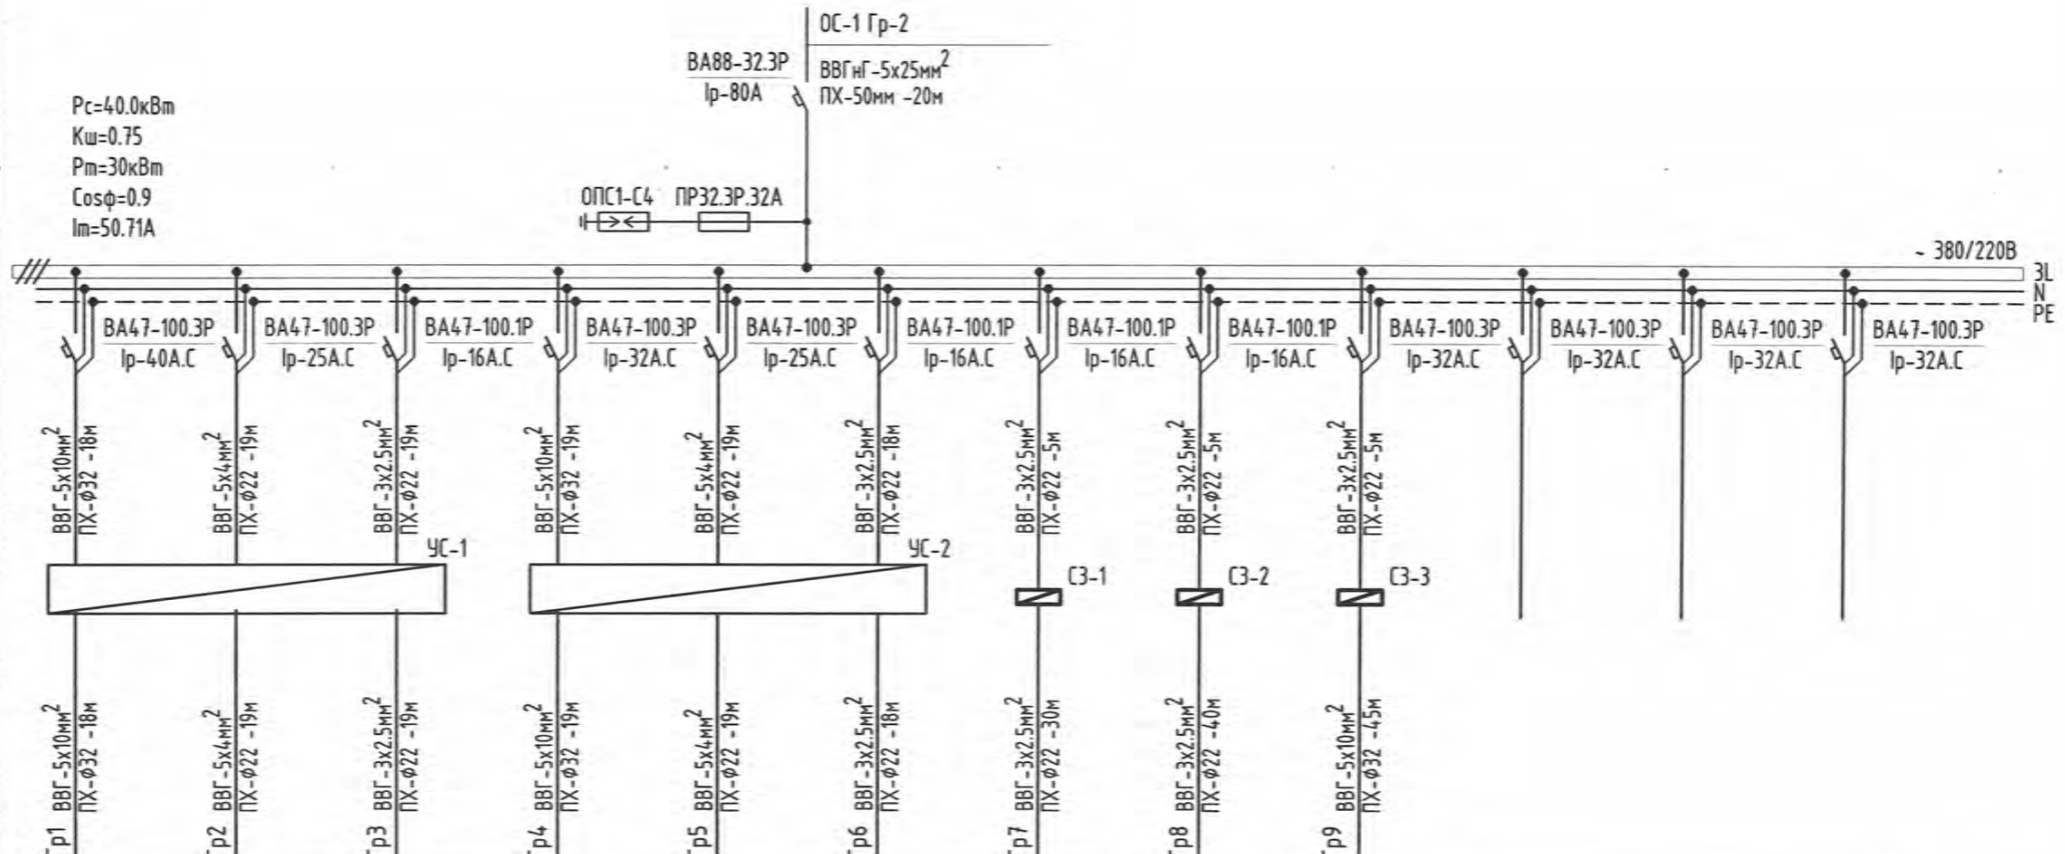 ОС-1 Гр-2
ВА88-32.3Р
Iр-80А
ВВГнГ-5х25мм²
ПХ-50мм -20м
Рс=40.0кВт
Кш=0.75
Рт=30кВт
Cosφ=0.9
Iт=50.71А
ОПС1-С4 ПР32.3Р.32А
~ 380/220В
3L
N
PE
ВА47-100.3Р
Iр-40А.С
ВА47-100.3Р
Iр-25А.С
ВА47-100.1Р
Iр-16А.С
ВА47-100.3Р
Iр-32А.С
ВА47-100.3Р
Iр-25А.С
ВА47-100.1Р
Iр-16А.С
ВА47-100.1Р
Iр-16А.С
ВА47-100.1Р
Iр-16А.С
ВА47-100.3Р
Iр-32А.С
ВА47-100.3Р
Iр-32А.С
ВА47-100.3Р
Iр-32А.С
ВА47-100.3Р
Iр-32А.С
ВВГ-5х10мм²
ПХ-ф32 -18м
ВВГ-5х4мм²
ПХ-ф22 -19м
ВВГ-3х2.5мм²
ПХ-ф22 -19м
ВВГ-5х10мм²
ПХ-ф32 -19м
ВВГ-5х4мм²
ПХ-ф22 -19м
ВВГ-3х2.5мм²
ПХ-ф22 -18м
ВВГ-3х2.5мм²
ПХ-ф22 -5м
ВВГ-3х2.5мм²
ПХ-ф22 -5м
ВВГ-3х2.5мм²
ПХ-ф22 -5м
УС-1
УС-2
СЗ-1
СЗ-2
СЗ-3
Гр1 ВВГ-5х10мм²
ПХ-ф32 -18м
Гр2 ВВГ-5х4мм²
ПХ-ф22 -19м
Гр3 ВВГ-3х2.5мм²
ПХ-ф22 -19м
Гр4 ВВГ-5х10мм²
ПХ-ф32 -19м
Гр5 ВВГ-5х4мм²
ПХ-ф22 -19м
Гр6 ВВГ-3х2.5мм²
ПХ-ф22 -18м
Гр7 ВВГ-3х2.5мм²
ПХ-ф22 -30м
Гр8 ВВГ-3х2.5мм²
ПХ-ф22 -40м
Гр9 ВВГ-5х10мм²
ПХ-ф32 -45м